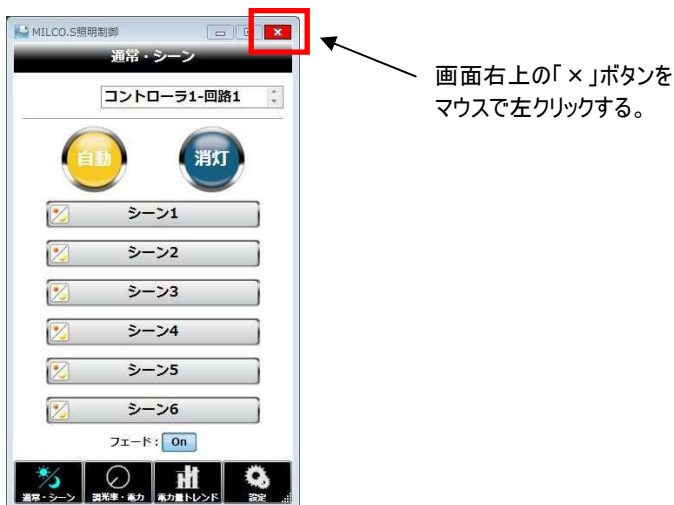 MILCO.S照明制御
通常・シーン
コントローラ1-回路1
自動
消灯
シーン1
シーン2
シーン3
シーン4
シーン5
シーン6
フェード: On
通常・シーン 調光率・電力 電力量トレンド 設定
画面右上の「×」ボタンを
マウスで左クリックする。